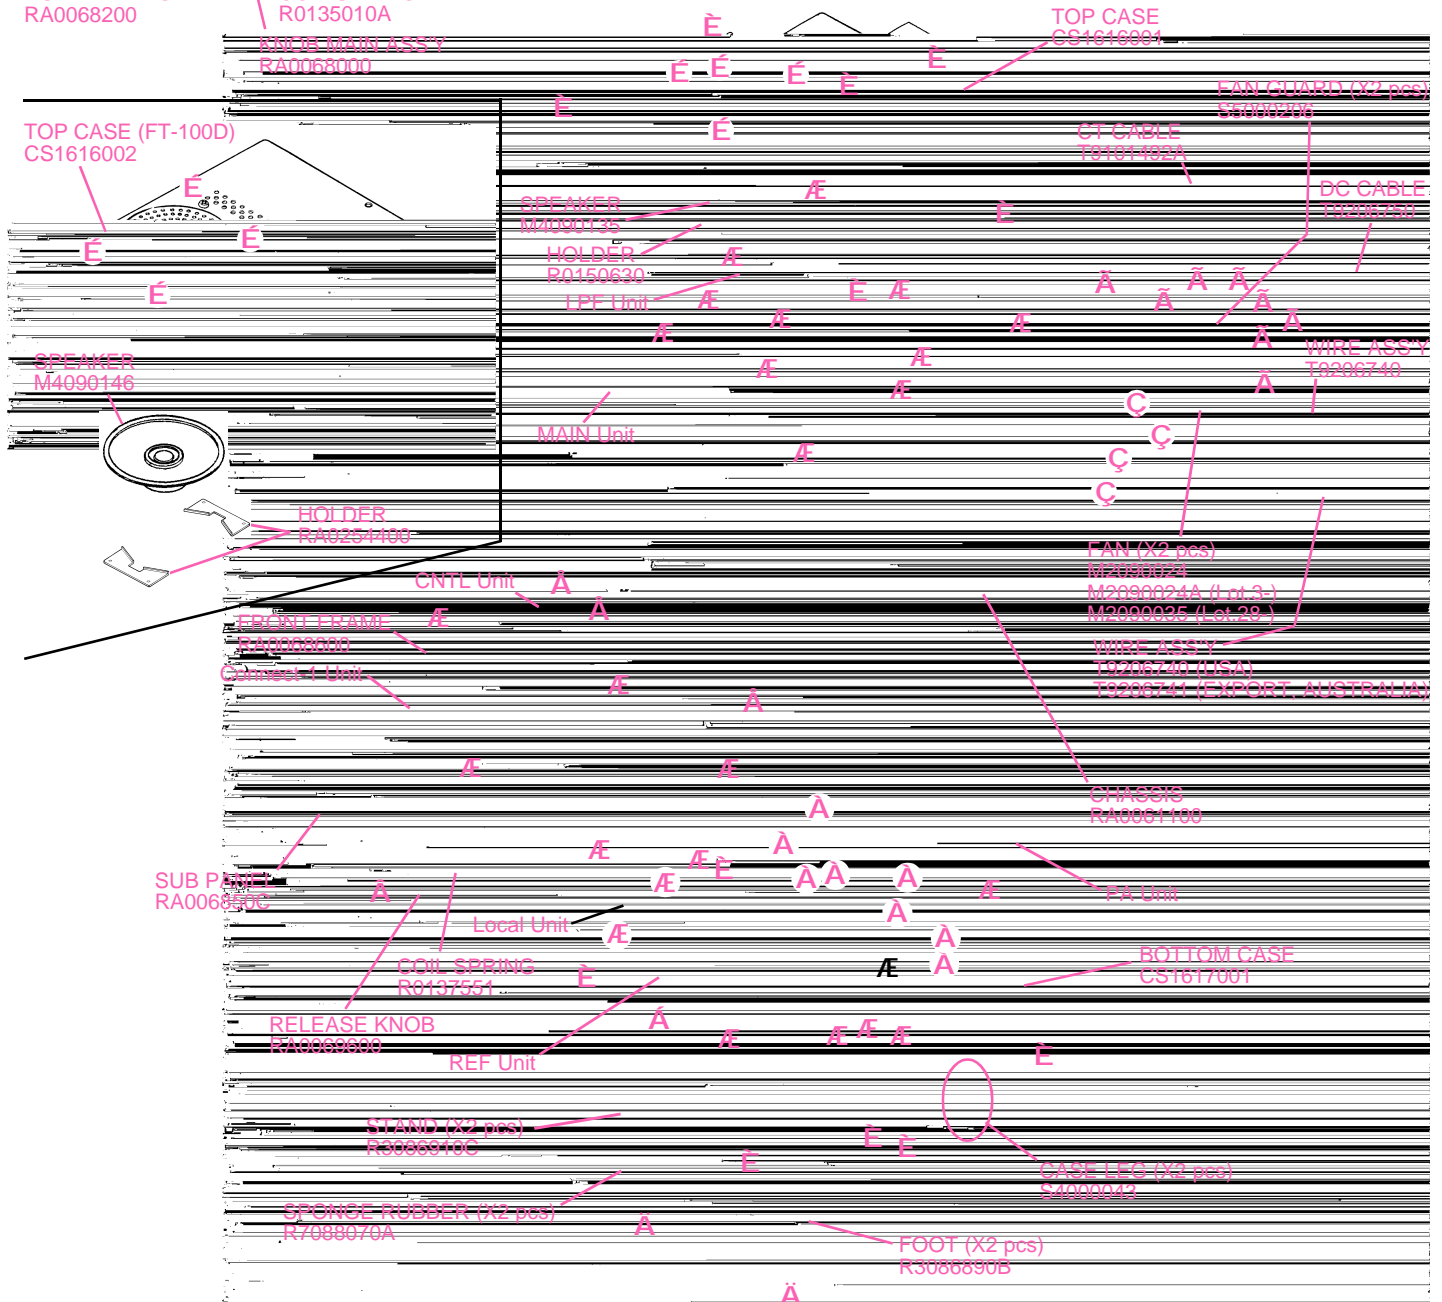 RA0068200
R0135010A
KNOB MAIN ASS'Y
RA0068000
TOP CASE
CS1616001
FAN GUARD (X2 pcs)
S5000206
TOP CASE (FT-100D)
CS1616002
CT CABLE
T9101492A
DC CABLE
T9206750
SPEAKER
M4090135
HOLDER
R0150630
LPF Unit
WIRE ASS'Y
T9206740
SPEAKER
M4090146
MAIN Unit
HOLDER
RA0254400
FAN (X2 pcs)
M2090024
M2090024A (Lot.3-)
M2090035 (Lot.28-)
CNTL Unit
FRONT FRAME
RA0068600
WIRE ASS'Y
T9206740 (USA)
T9206741 (EXPORT, AUSTRALIA)
Connect-1 Unit
CHASSIS
RA0061100
SUB PANEL
RA006850C
PA Unit
Local Unit
BOTTOM CASE
CS1617001
COIL SPRING
R0137551
RELEASE KNOB
RA0069600
REF Unit
STAND (X2 pcs)
R3086910C
CASE LEG (X2 pcs)
S4000043
SPONGE RUBBER (X2 pcs)
R7088070A
FOOT (X2 pcs)
R3086890B